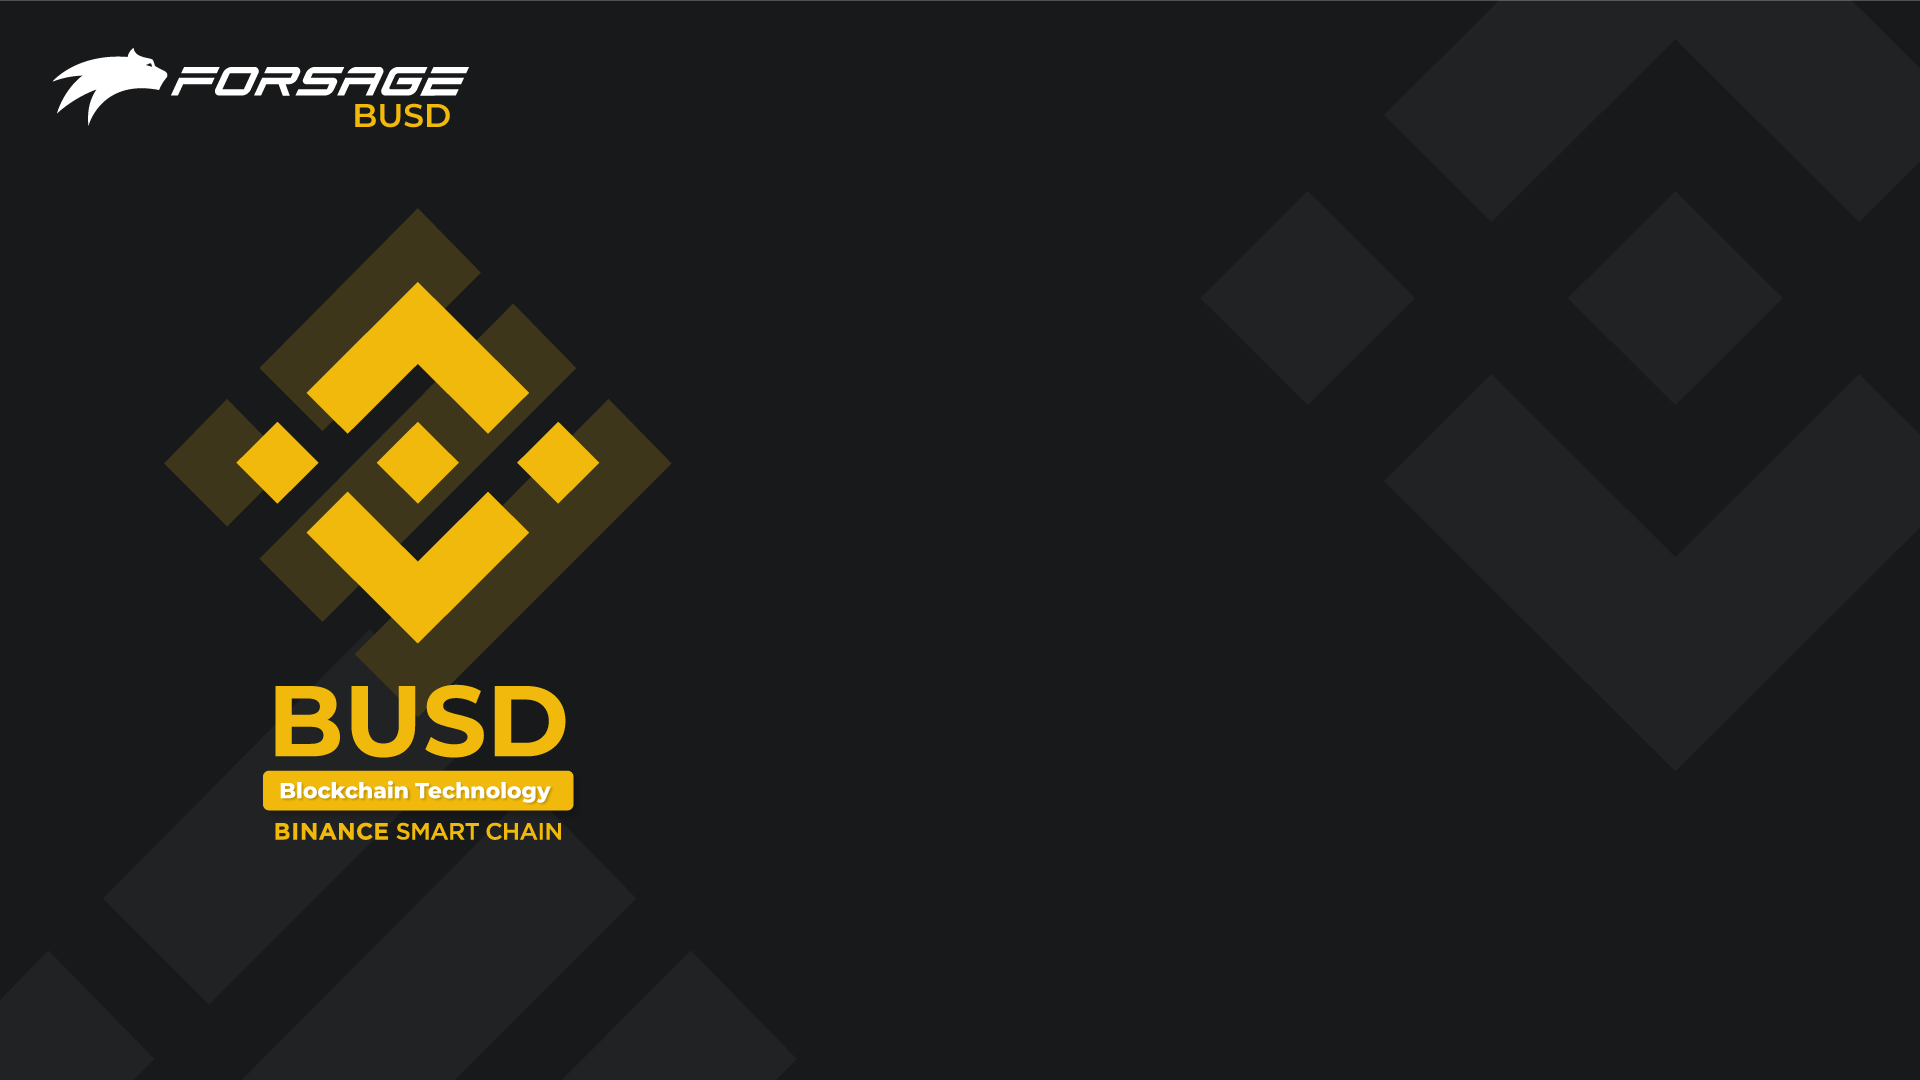 FORSAGE
BUSD
BUSD
Blockchain Technology
BINANCE SMART CHAIN